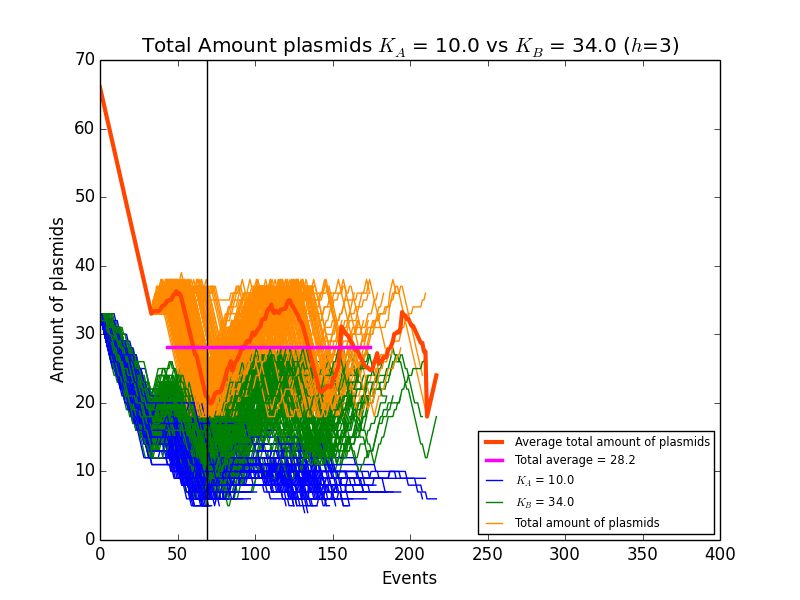 Total Amount plasmids K_A = 10.0 vs K_B = 34.0 (h=3)
70
60
50
40
30
20
10
0
Amount of plasmids
Average total amount of plasmids
Total average = 28.2
K_A = 10.0
K_B = 34.0
Total amount of plasmids
0 50 100 150 200 250 300 350 400
Events